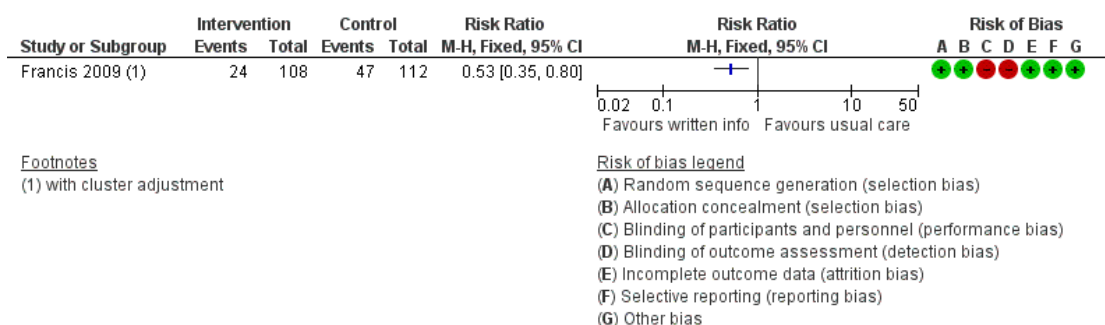 Intervention Control Risk Ratio Risk Ratio Risk of Bias
Study or Subgroup Events Total Events Total M-H, Fixed, 95% CI M-H, Fixed, 95% CI A B C D E F G
Francis 2009 (1) 24 108 47 112 0.53 [0.35, 0.80] + + - - + + +
0.02 0.1 1 10 50
Favours written info Favours usual care
Footnotes
(1) with cluster adjustment
Risk of bias legend
(A) Random sequence generation (selection bias)
(B) Allocation concealment (selection bias)
(C) Blinding of participants and personnel (performance bias)
(D) Blinding of outcome assessment (detection bias)
(E) Incomplete outcome data (attrition bias)
(F) Selective reporting (reporting bias)
(G) Other bias